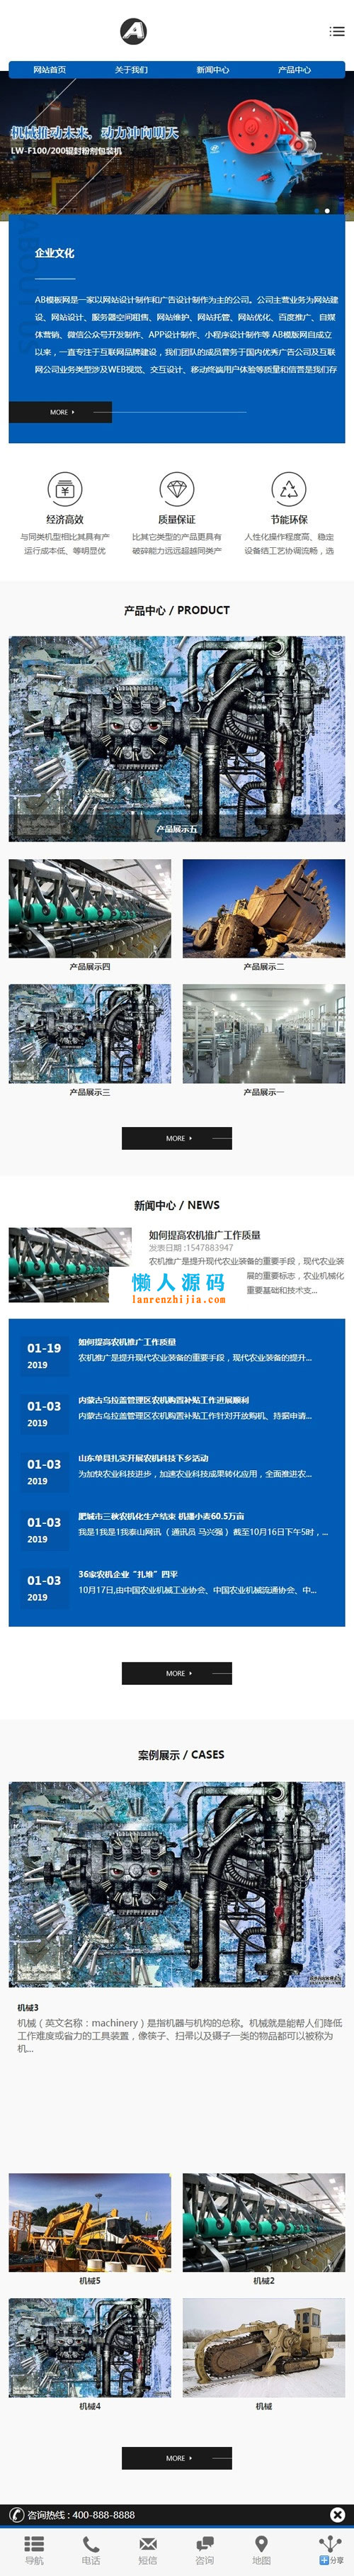 网站首页 关于我们 新闻中心 产品中心
机械推动未来，动力冲向明天
LW-F100/200辊封粉剂包装机
企业文化
AB模板网是一家以网站设计制作和广告设计制作为主的公司。公司主营业务为网站建
设、网站设计、服务器空间租售、网站维护、网站托管、网站优化、百度推广、自媒
体营销、微信公众号开发制作、APP设计制作、小程序设计制作等 AB模版网自成立
以来，一直专注于互联网品牌建设，我们团队的成员曾务于国内优秀广告公司及互联
网公司业务类型涉及WEB视觉、交互设计、移动终端用户体验等质量和信誉是我们存
MORE
经济高效 质量保证 节能环保
与同类机型相比其具有产 比其它类型的产品更具有 人性化操作程度高、稳定
运行成本低、等明显优 破碎能力远远超越同类产 设备结工艺协调流畅，选
产品中心 / PRODUCT
产品展示五
产品展示四 产品展示二
产品展示三 产品展示一
MORE
新闻中心 / NEWS
如何提高农机推广工作质量
发表日期 :1547883947
农机推广是提升现代农业装备的重要手段，现代农业装
展的重要标志，农业机械化
重要基础和技术支...
懒人源码
lanrenzhijia.com
01-19
2019
如何提高农机推广工作质量
农机推广是提升现代农业装备的重要手段，现代农业装备的提升...
01-03
2019
内蒙古乌拉盖管理区农机购置补贴工作进展顺利
内蒙古乌拉盖管理区农机购置补贴工作针对开放购机、持据申请...
01-03
2019
山东单县扎实开展农机科技下乡活动
为加快农业科技进步，加速农业科技成果转化应用，全面推进农...
01-03
2019
肥城市三秋农机化生产结束 机播小麦60.5万亩
我是1我是1我泰山网讯（ 通讯员 马兴强 ）截至10月16日下午5时，...
01-03
2019
36家农机企业“扎堆”四平
10月17日,由中国农业机械工业协会、中国农业机械流通协会、中...
MORE
案例展示 / CASES
机械3
机械（英文名称：machinery）是指机器与机构的总称。机械就是能帮人们降低
工作难度或省力的工具装置，像筷子、扫帚以及镊子一类的物品都可以被称为
机...
机械5 机械2
机械4 机械
MORE
咨询热线：400-888-8888
导航 电话 短信 咨询 地图 分享